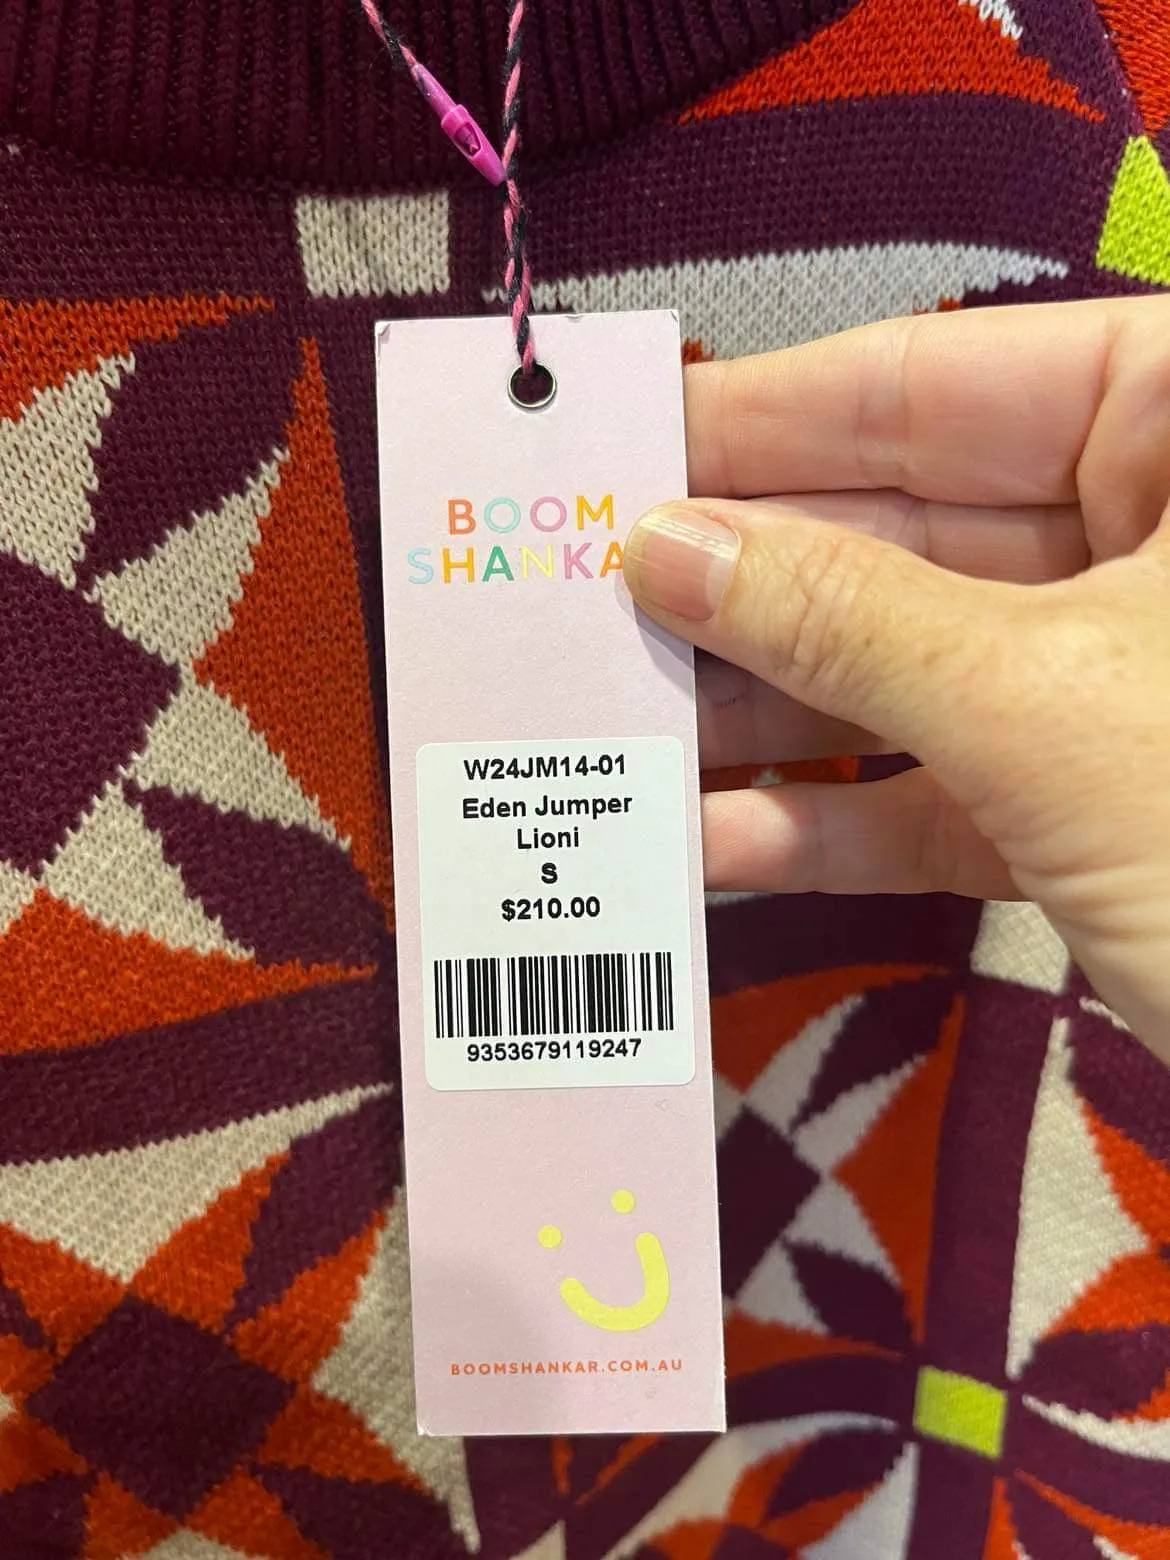 BOOM
SHANKA
W24JM14-01
Eden Jumper
Lioni
S
$210.00
9353679119247
BOOMSHANKAR.COM.AU